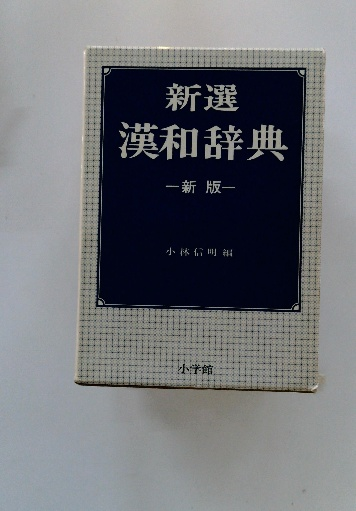 新選
漢和辞典
―新 版―
小林信明編
小学館